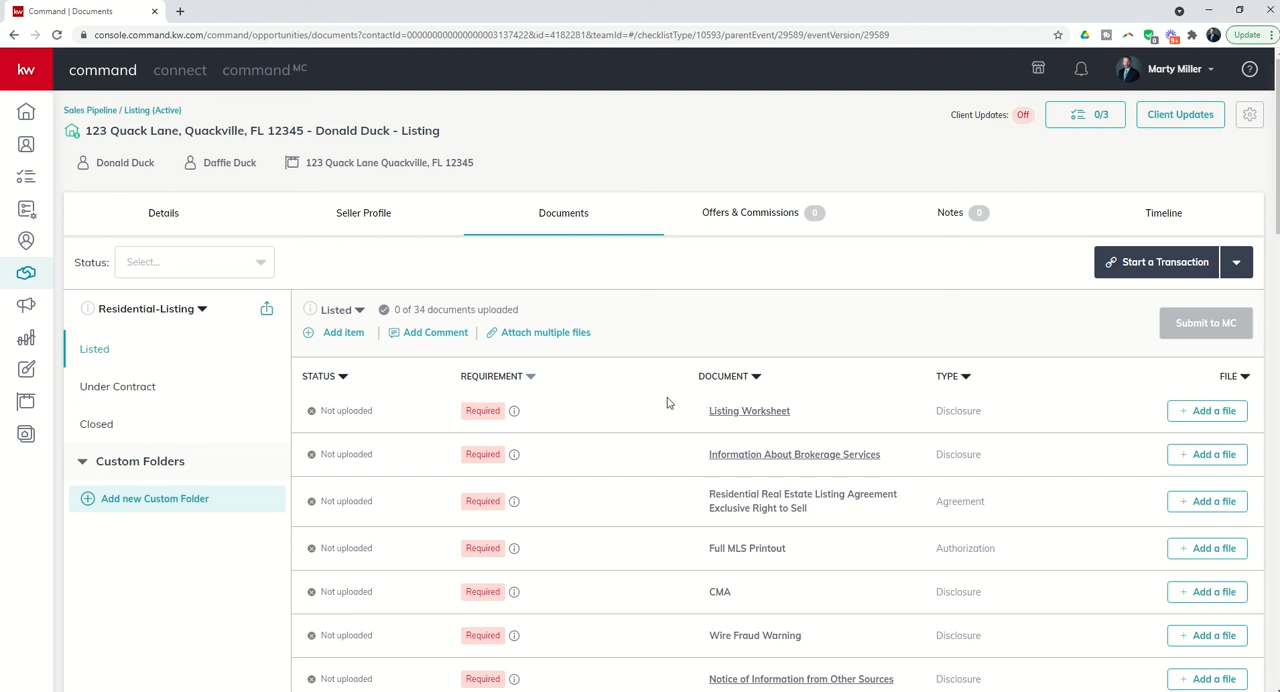 kw Command | Documents
console.command.kw.com/command/opportunities/documents?contactId=0000000000000000003137422&id=4182281&teamId=#/checklistType/10593/parentEvent/29589/eventVersion/29589
Update
kw command connect command MC
Marty Miller
Sales Pipeline / Listing (Active)
123 Quack Lane, Quackville, FL 12345 - Donald Duck - Listing
Client Updates: Off 0/3 Client Updates
Donald Duck Daffie Duck 123 Quack Lane Quackville, FL 12345
Details Seller Profile Documents Offers & Commissions 0 Notes 0 Timeline
Status: Select... Start a Transaction
Residential-Listing
Listed
Under Contract
Closed
Custom Folders
Add new Custom Folder
Listed 0 of 34 documents uploaded
Add item Add Comment Attach multiple files
Submit to MC
STATUS REQUIREMENT DOCUMENT TYPE FILE
Not uploaded Required Listing Worksheet Disclosure + Add a file
Not uploaded Required Information About Brokerage Services Disclosure + Add a file
Not uploaded Required Residential Real Estate Listing Agreement Agreement + Add a file
Exclusive Right to Sell
Not uploaded Required Full MLS Printout Authorization + Add a file
Not uploaded Required CMA Disclosure + Add a file
Not uploaded Required Wire Fraud Warning Disclosure + Add a file
Not uploaded Required Notice of Information from Other Sources Disclosure + Add a file